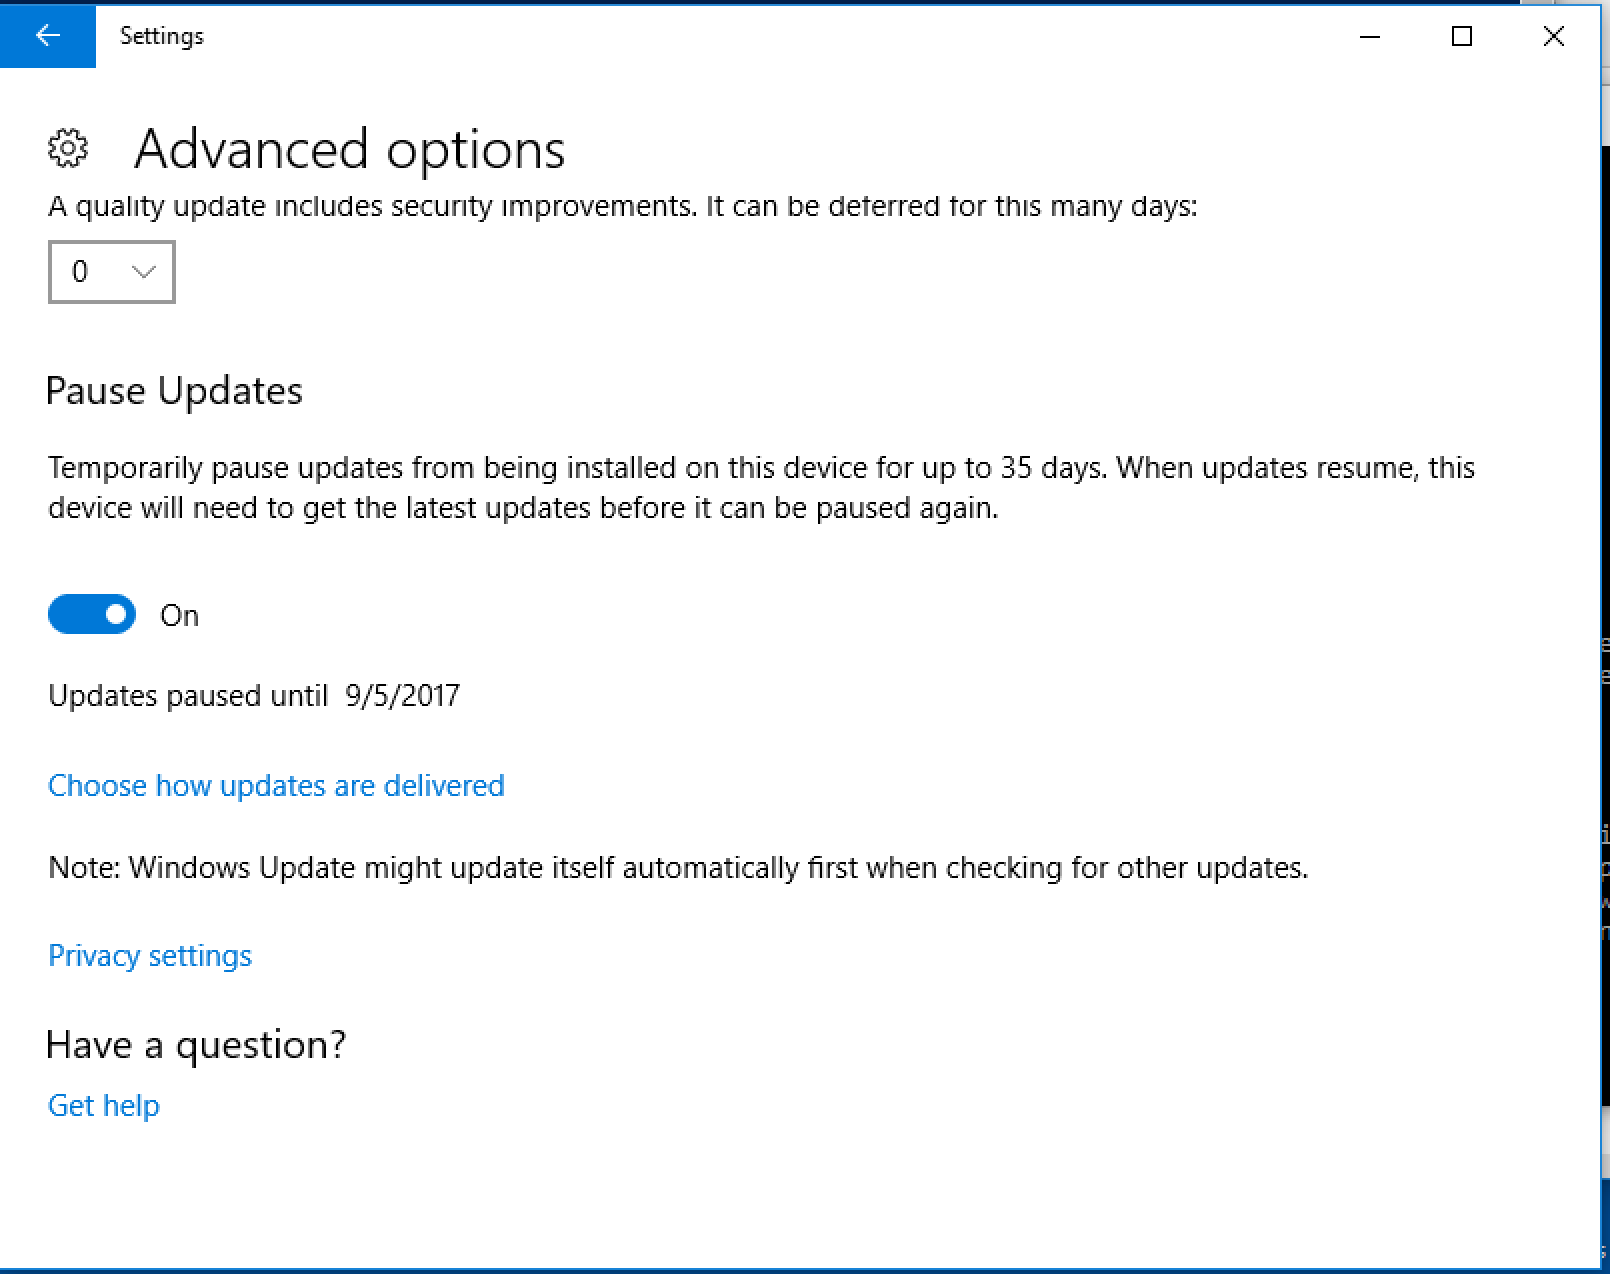 Settings
Advanced options
A quality update includes security improvements. It can be deferred for this many days:
0
Pause Updates
Temporarily pause updates from being installed on this device for up to 35 days. When updates resume, this
device will need to get the latest updates before it can be paused again.
On
Updates paused until 9/5/2017
Choose how updates are delivered
Note: Windows Update might update itself automatically first when checking for other updates.
Privacy settings
Have a question?
Get help